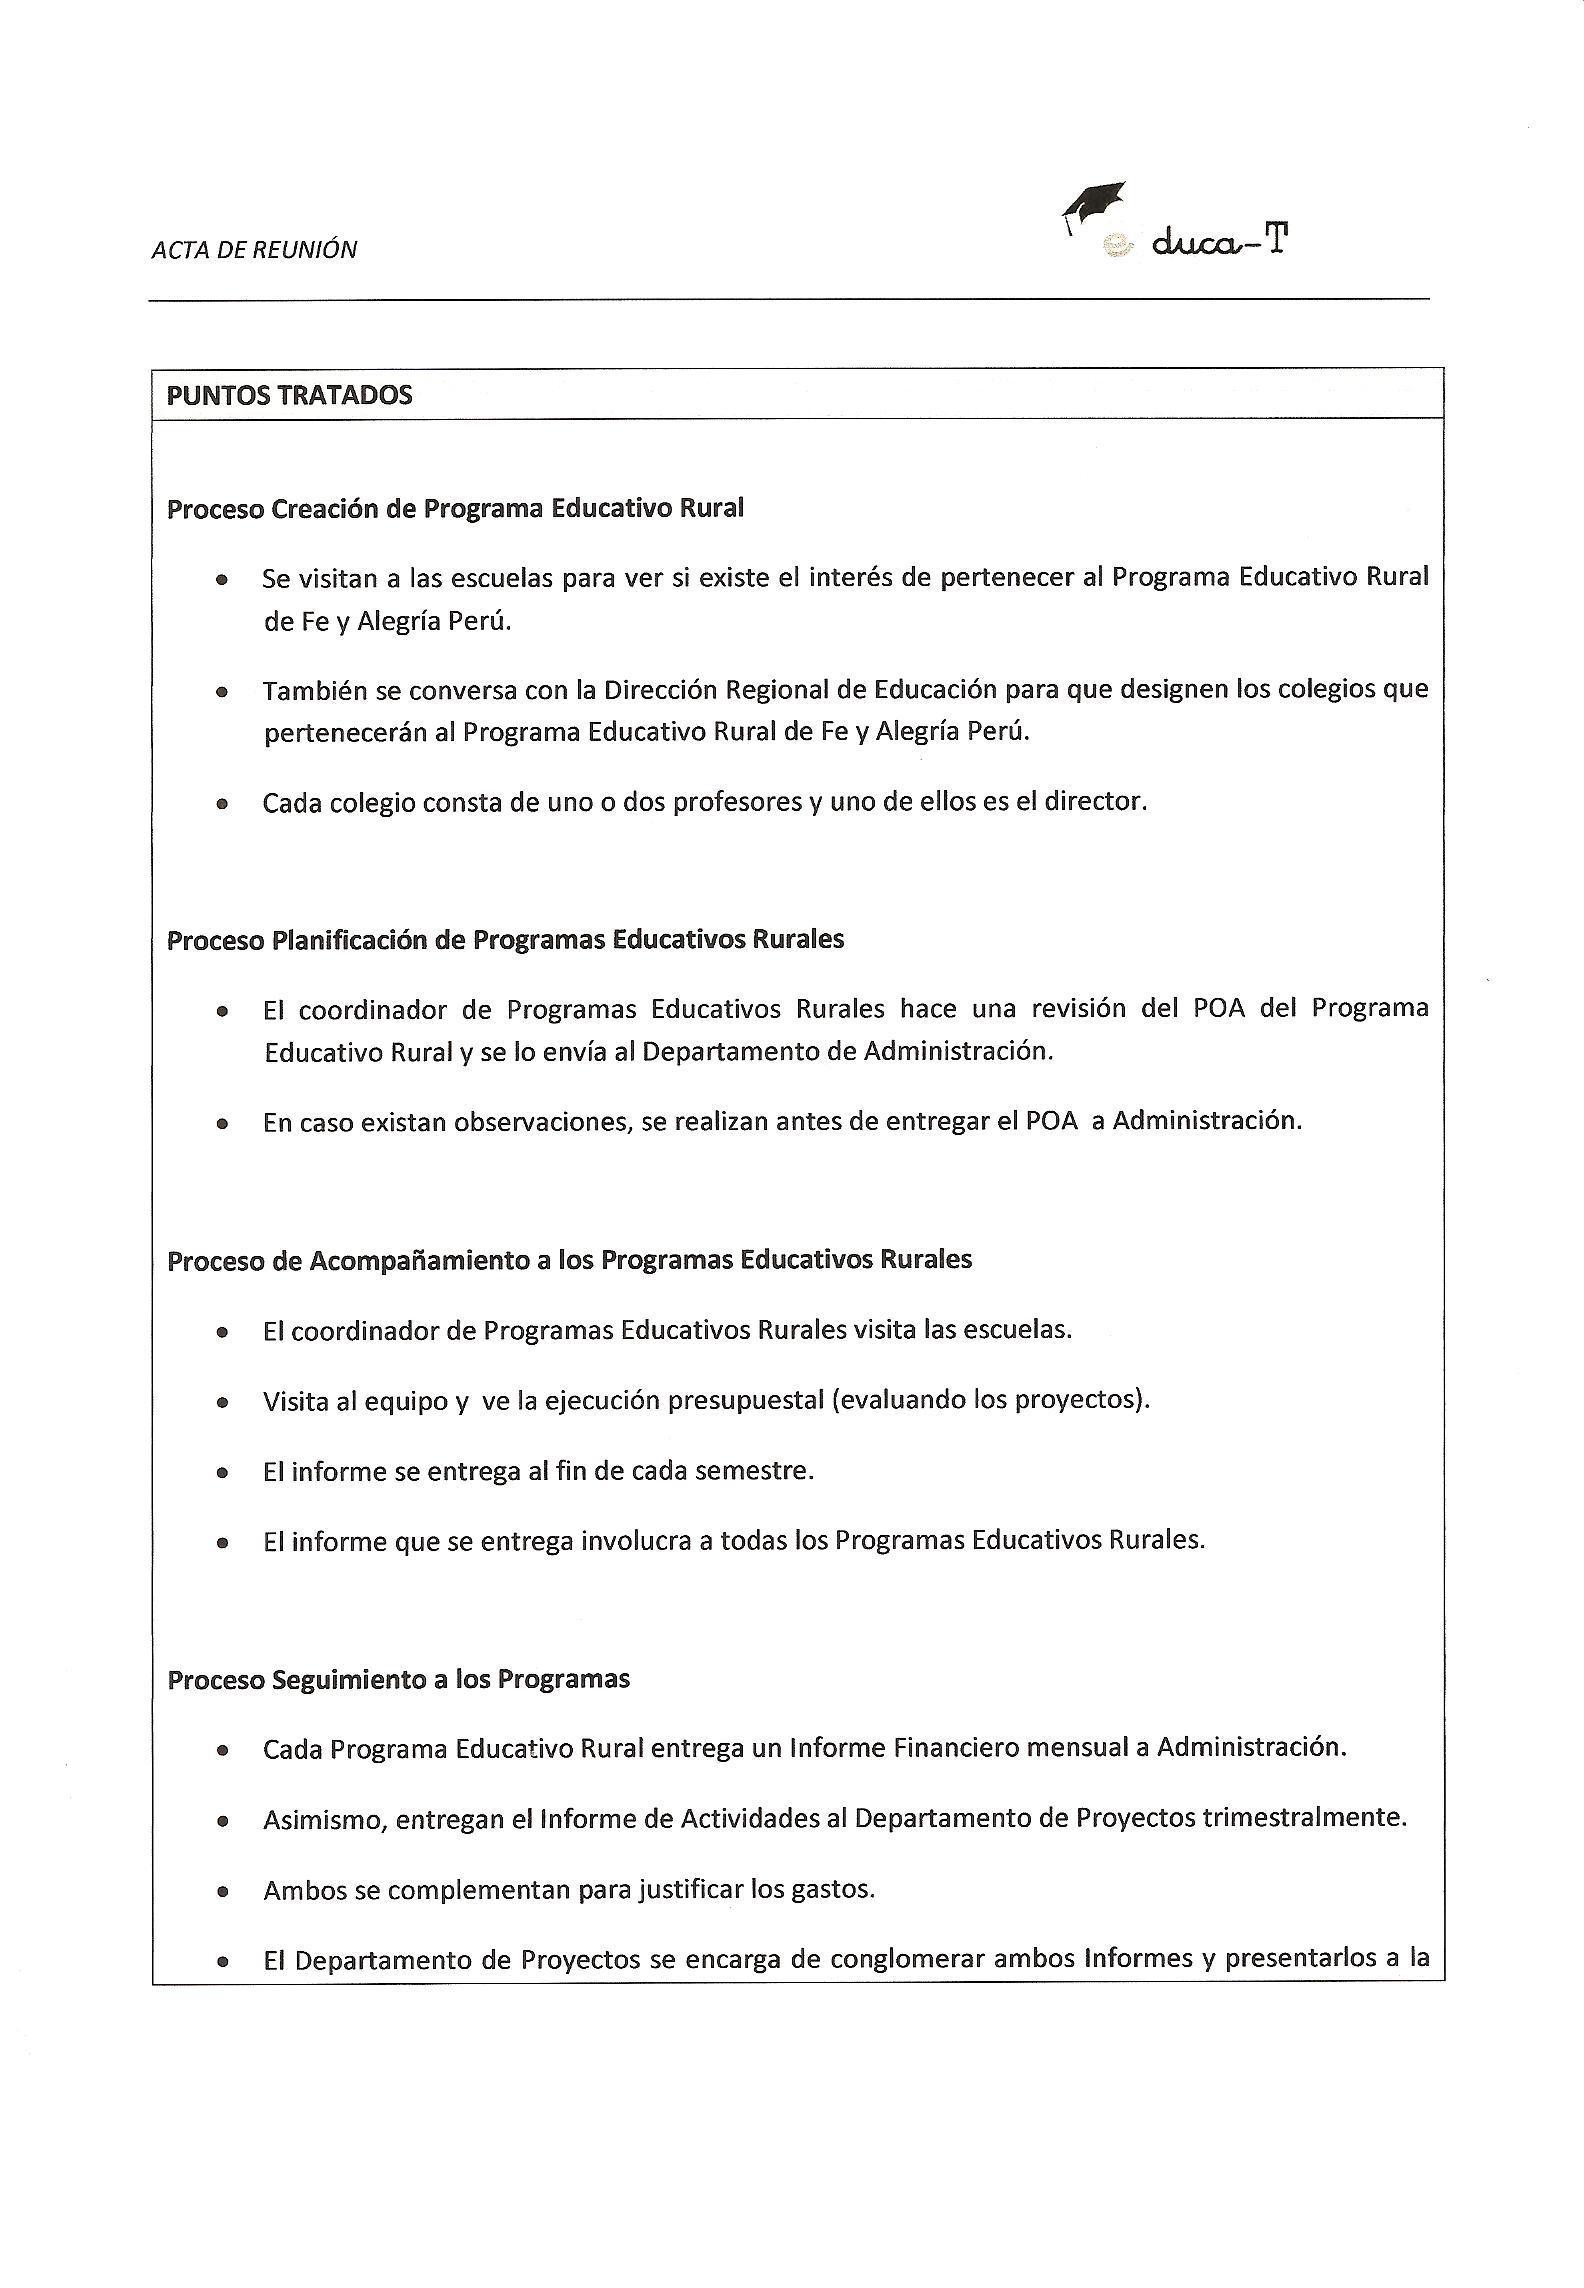 ACTA DE REUNIÓN
e duca-T
PUNTOS TRATADOS
Proceso Creación de Programa Educativo Rural
• Se visitan a las escuelas para ver si existe el interés de pertenecer al Programa Educativo Rural
de Fe y Alegría Perú.
• También se conversa con la Dirección Regional de Educación para que designen los colegios que
pertenecerán al Programa Educativo Rural de Fe y Alegría Perú.
• Cada colegio consta de uno o dos profesores y uno de ellos es el director.
Proceso Planificación de Programas Educativos Rurales
• El coordinador de Programas Educativos Rurales hace una revisión del POA del Programa
Educativo Rural y se lo envía al Departamento de Administración.
• En caso existan observaciones, se realizan antes de entregar el POA a Administración.
Proceso de Acompañamiento a los Programas Educativos Rurales
• El coordinador de Programas Educativos Rurales visita las escuelas.
• Visita al equipo y ve la ejecución presupuestal (evaluando los proyectos).
• El informe se entrega al fin de cada semestre.
• El informe que se entrega involucra a todas los Programas Educativos Rurales.
Proceso Seguimiento a los Programas
• Cada Programa Educativo Rural entrega un Informe Financiero mensual a Administración.
• Asimismo, entregan el Informe de Actividades al Departamento de Proyectos trimestralmente.
• Ambos se complementan para justificar los gastos.
• El Departamento de Proyectos se encarga de conglomerar ambos Informes y presentarlos a la